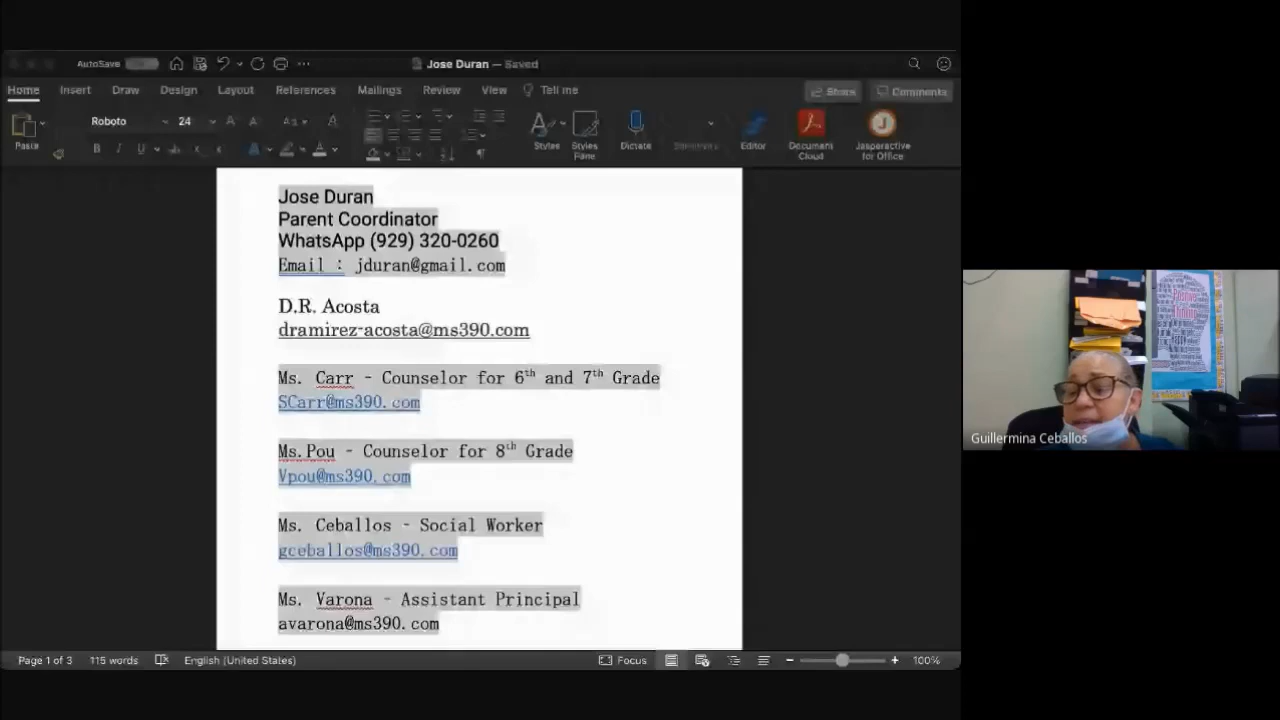 AutoSave
Jose Duran — Saved
Home Insert Draw Design Layout References Mailings Review View Tell me
Share Comments
Paste
Roboto 24
Styles
Styles Pane
Dictate
Editor
Document Cloud
Jasperactive for Office
Jose Duran
Parent Coordinator
WhatsApp (929) 320-0260
Email : jduran@gmail.com
D.R. Acosta
dramirez-acosta@ms390.com
Ms. Carr - Counselor for 6th and 7th Grade
SCarr@ms390.com
Ms.Pou - Counselor for 8th Grade
Vpou@ms390.com
Ms. Ceballos - Social Worker
gceballos@ms390.com
Ms. Varona - Assistant Principal
avarona@ms390.com
Page 1 of 3 115 words English (United States) Focus 100%
Positive
Thinking
Guillermina Ceballos